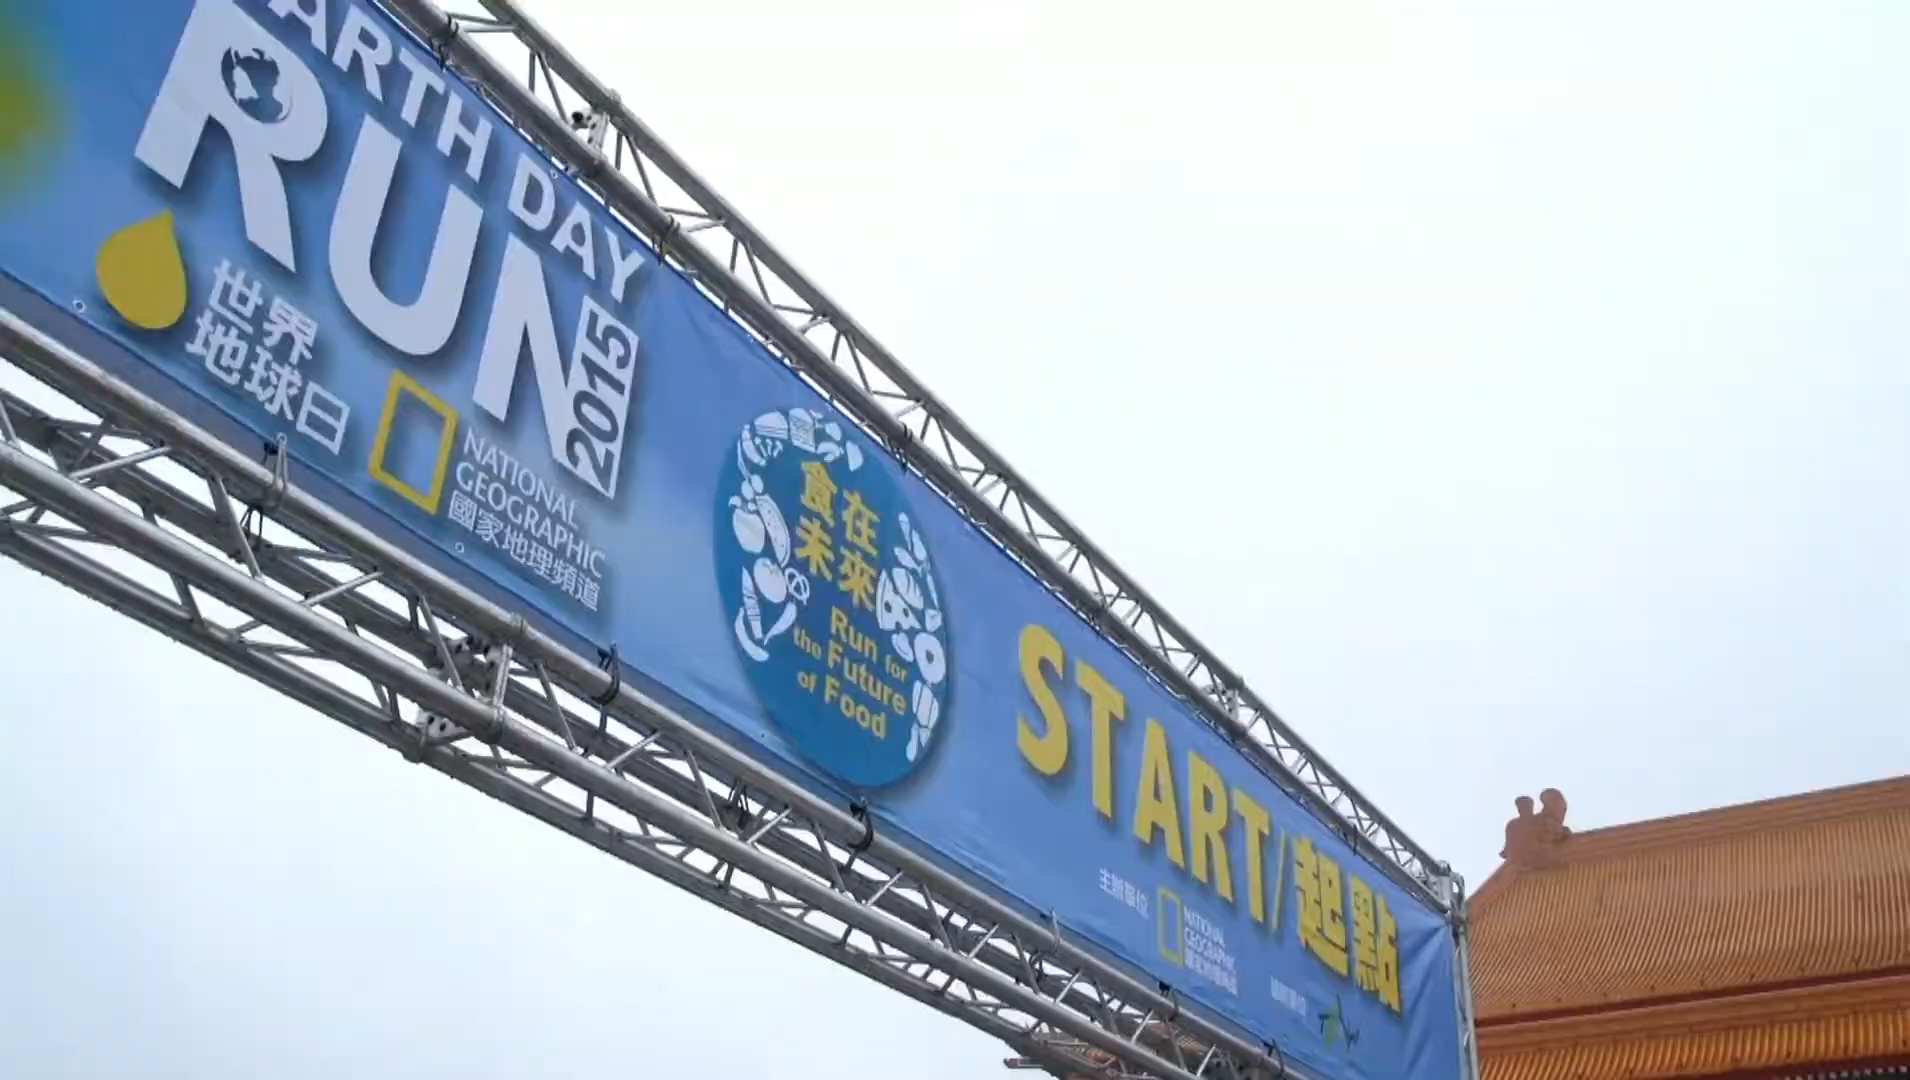 ARTH DAY
RUN
2015
世界
地球日
NATIONAL
GEOGRAPHIC
國家地理頻道
食在
未來
Run for
the Future
of Food
START/起點
主辦單位
NATIONAL
GEOGRAPHIC